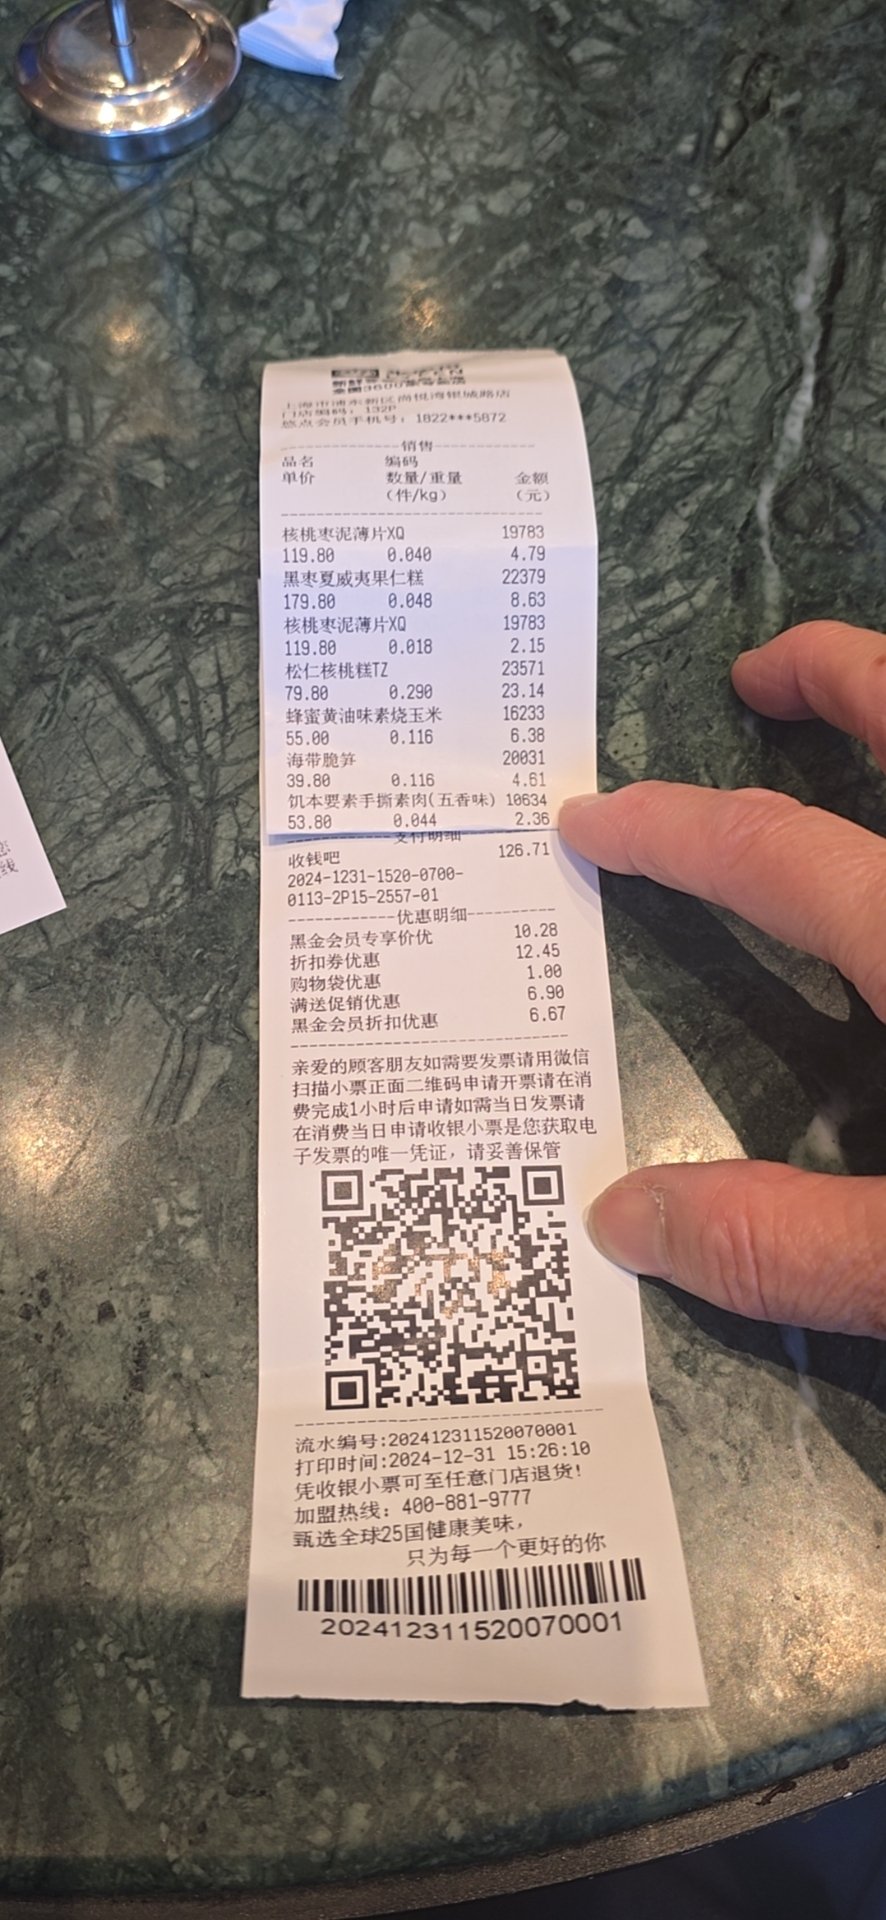 上海市浦东新区尚悦湾银城路店
门店编码：132P
悠点会员手机号：1822***5872
销售
品名 编码
单价 数量/重量 金额
（件/kg） （元）
核桃枣泥薄片XQ 19783
119.80 0.040 4.79
黑枣夏威夷果仁糕 22379
179.80 0.048 8.63
核桃枣泥薄片XQ 19783
119.80 0.018 2.15
松仁核桃糕TZ 23571
79.80 0.290 23.14
蜂蜜黄油味素烧玉米 16233
55.00 0.116 6.38
海带脆笋 20031
39.80 0.116 4.61
饥本要素手撕素肉(五香味) 10634
53.80 0.044 2.36
支付明细
收钱吧 126.71
2024-1231-1520-0700-
0113-2P15-2557-01
优惠明细
黑金会员专享价优 10.28
折扣券优惠 12.45
购物袋优惠 1.00
满送促销优惠 6.90
黑金会员折扣优惠 6.67
亲爱的顾客朋友如需要发票请用微信
扫描小票正面二维码申请开票请在消
费完成1小时后申请如需当日发票请
在消费当日申请收银小票是您获取电
子发票的唯一凭证，请妥善保管
流水编号:202412311520070001
打印时间:2024-12-31 15:26:10
凭收银小票可至任意门店退货!
加盟热线：400-881-9777
甄选全球25国健康美味，
只为每一个更好的你
202412311520070001